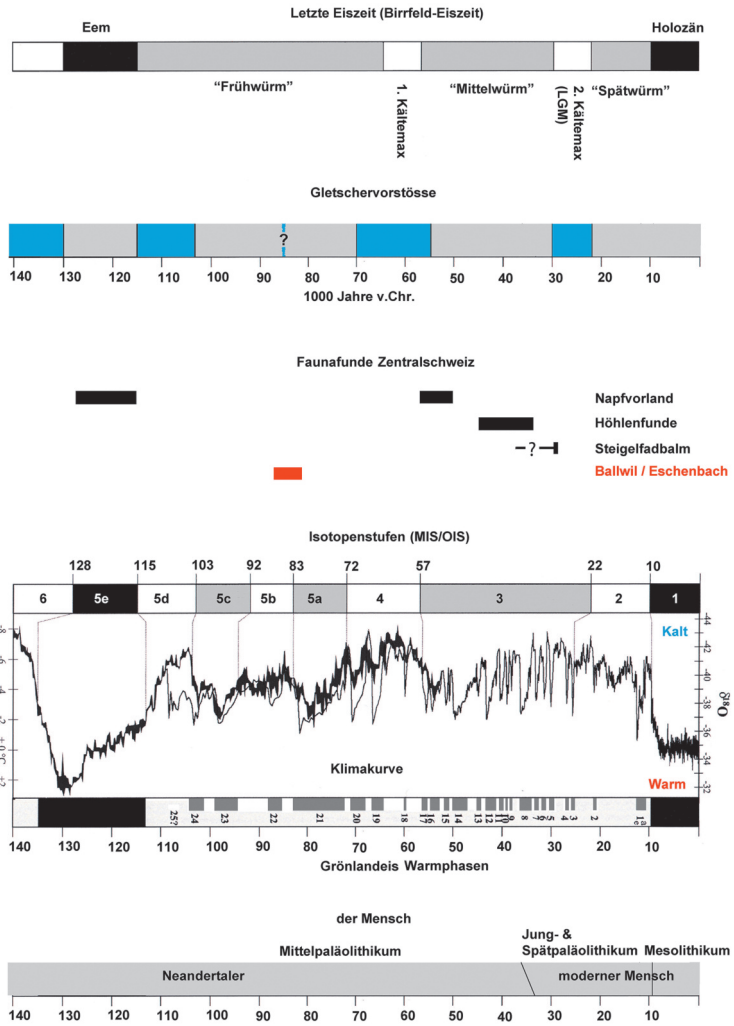 Letzte Eiszeit (Birrfeld-Eiszeit)
Eem
Holozän
“Frühwürm”
1. Kältemax
“Mittelwürm”
2. Kältemax
(LGM)
“Spätwürm”
Gletschervorstösse
?
140 130 120 110 100 90 80 70 60 50 40 30 20 10
1000 Jahre v.Chr.
Faunafunde Zentralschweiz
Napfvorland
Höhlenfunde
?
Steigelfadbalm
Ballwil / Eschenbach
Isotopenstufen (MIS/OIS)
128 115 103 92 83 72 57 22 10
6 5e 5d 5c 5b 5a 4 3 2 1
-8
-6
-4
-2
± 0 °C
+2
Kalt
-44
-42
-40
-38
-36
-34
-32
δ¹⁸O
Klimakurve
Warm
25? 24 23 22 21 20 19 18 17 16 15 14 13 12 11 10 9 8 7 6 5 4 3 2 1
140 130 120 110 100 90 80 70 60 50 40 30 20 10
Grönlandeis Warmphasen
der Mensch
Jung- &
Mittelpaläolithikum
Spätpaläolithikum
Mesolithikum
Neandertaler
moderner Mensch
140 130 120 110 100 90 80 70 60 50 40 30 20 10